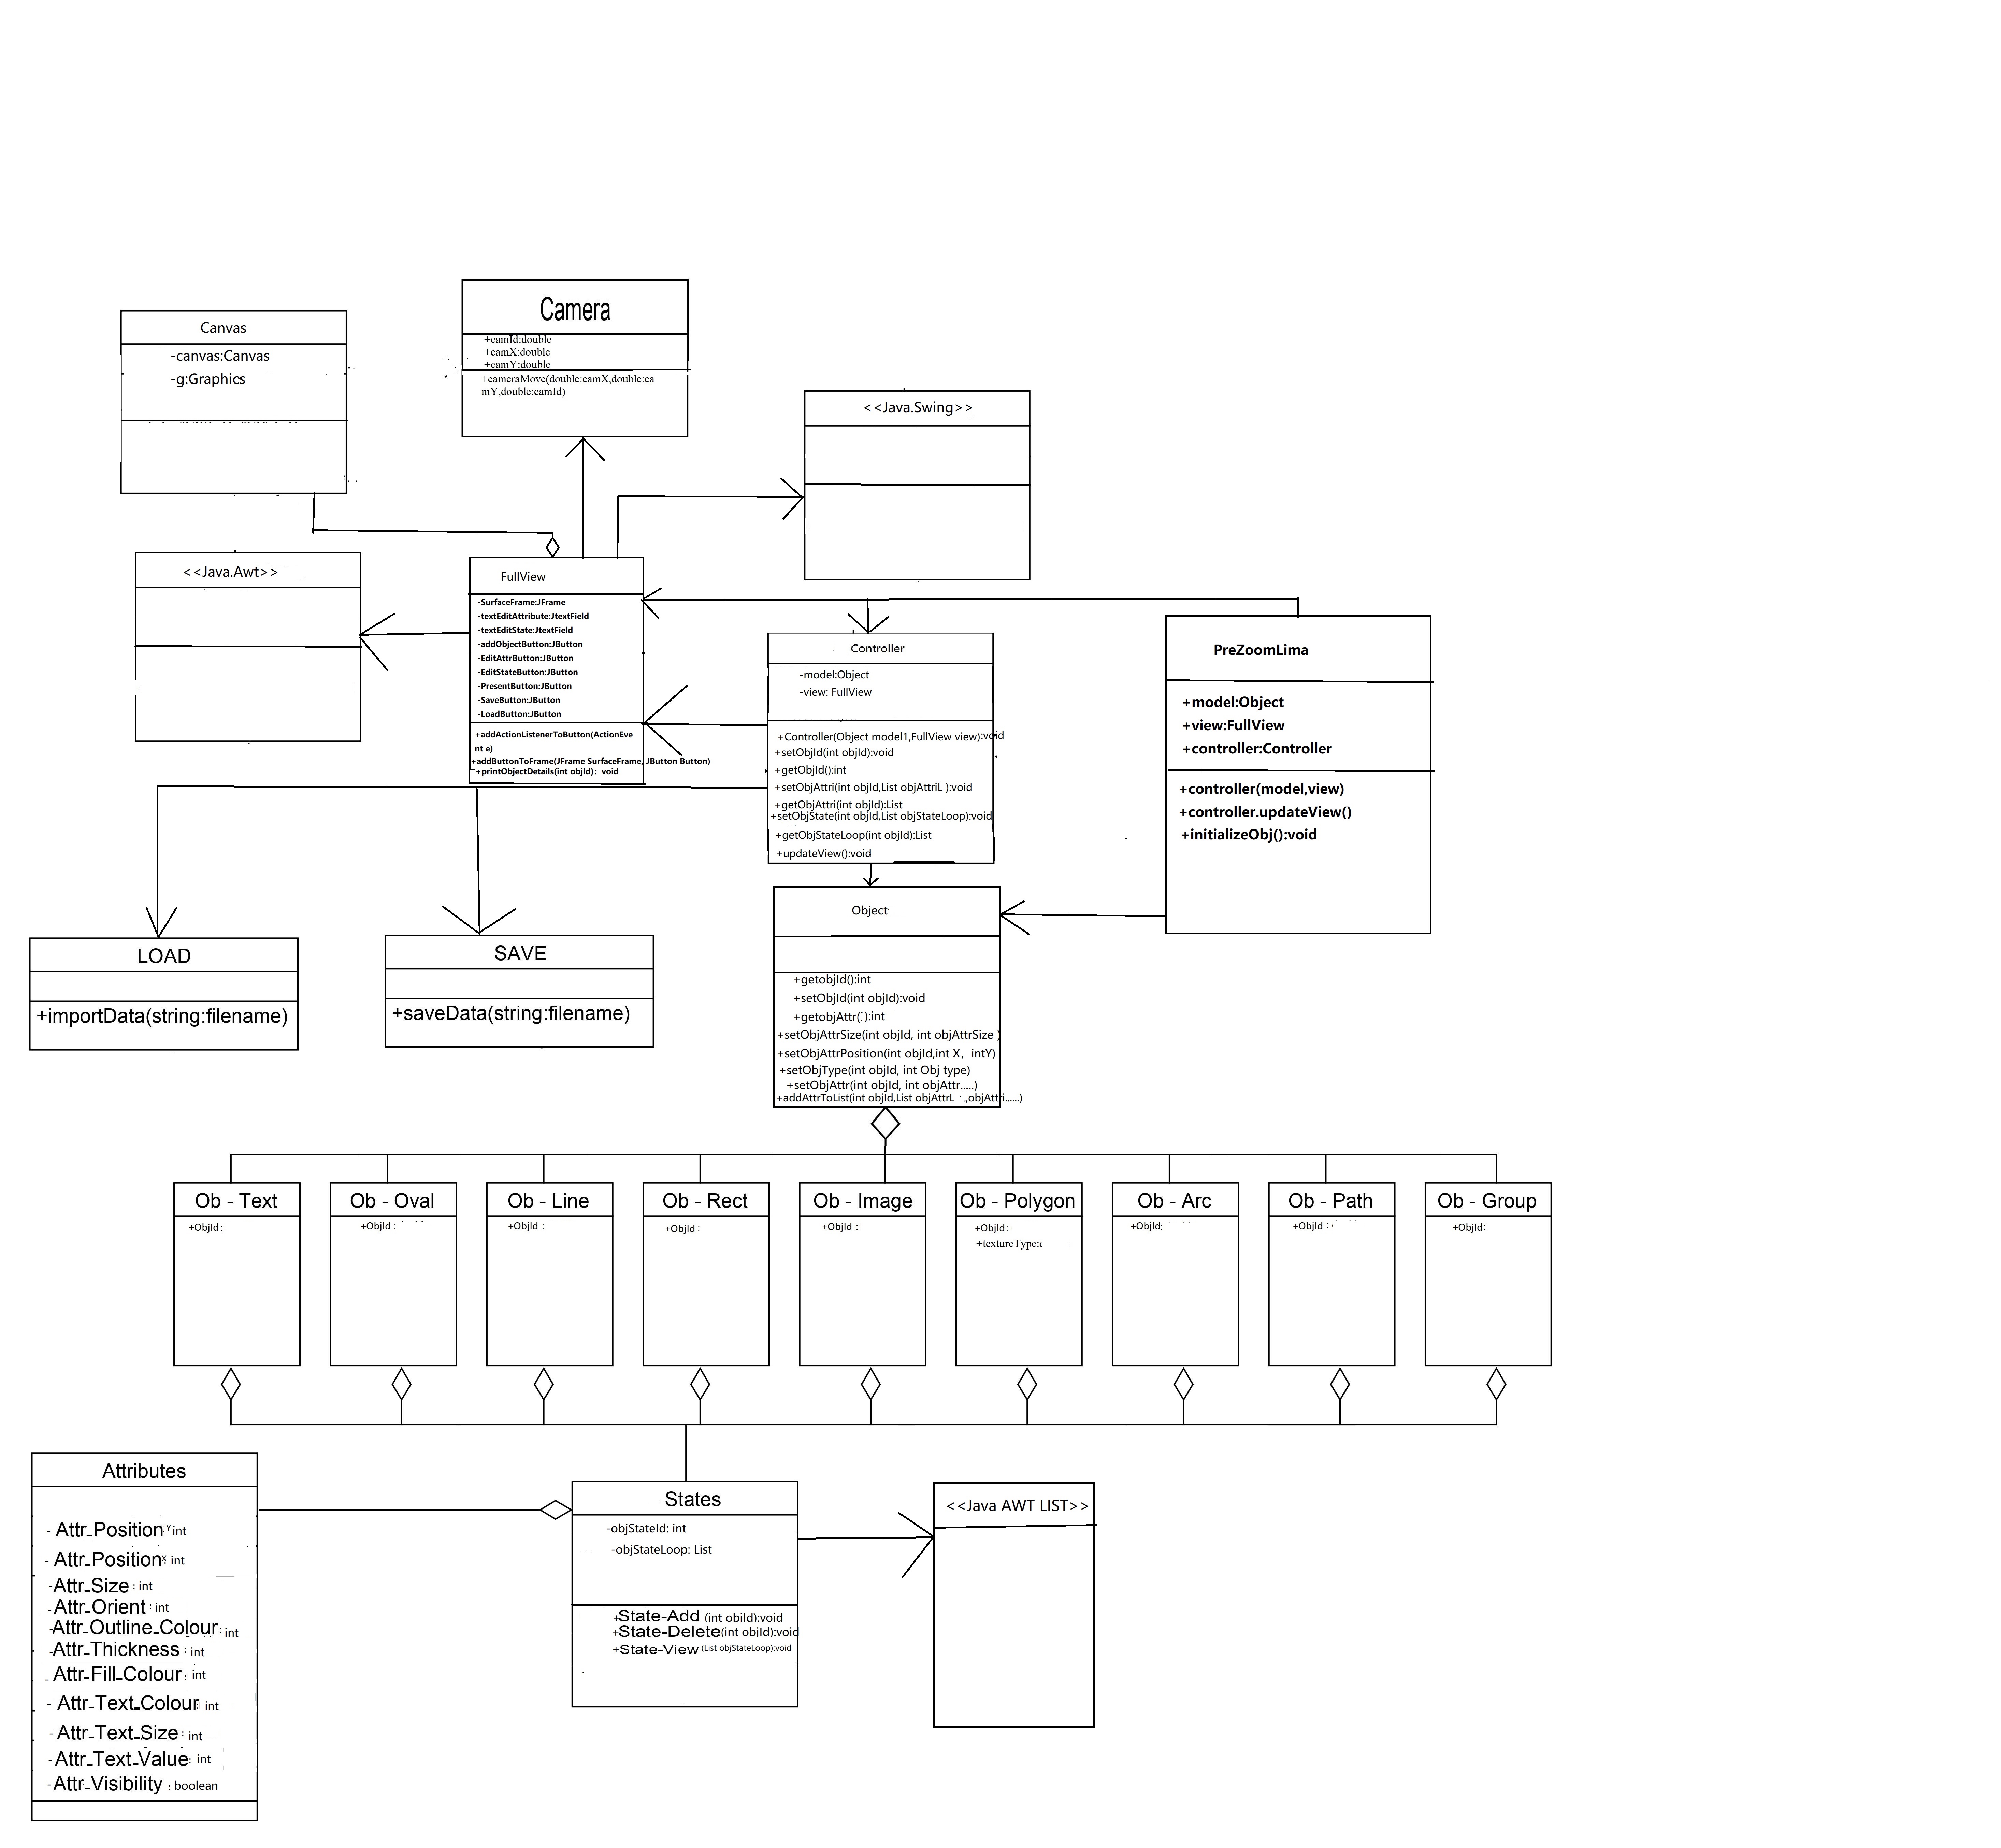 Camera
+camId:double
+camX:double
+camY:double
+cameraMove(double:camX,double:ca
mY,double:camId)
Canvas
-canvas:Canvas
-g:Graphics
<<Java.Swing>>
<<Java.Awt>>
FullView
-SurfaceFrame:JFrame
-textEditAttribute:JtextField
-textEditState:JtextField
-addObjectButton:JButton
-EditAttrButton:JButton
-EditStateButton:JButton
-PresentButton:JButton
-SaveButton:JButton
-LoadButton:JButton
+addActionListenerToButton(ActionEve
nt e)
+addButtonToFrame(JFrame SurfaceFrame, JButton Button)
+printObjectDetails(int objId): void
Controller
-model:Object
-view: FullView
+Controller(Object model1,FullView view):void
+setObjId(int objId):void
+getObjId():int
+setObjAttri(int objId,List objAttriL ):void
+getObjAttri(int objId):List
+setObjState(int objId,List objStateLoop):void
+getObjStateLoop(int objId):List
+updateView():void
PreZoomLima
+model:Object
+view:FullView
+controller:Controller
+controller(model,view)
+controller.updateView()
+initializeObj():void
LOAD
+importData(string:filename)
SAVE
+saveData(string:filename)
Object
+getobjId():int
+setObjId(int objId):void
+getobjAttr( ):int
+setObjAttrSize(int objId, int objAttrSize )
+setObjAttrPosition(int objId,int X, intY)
+setObjType(int objId, int Obj type)
+setObjAttr(int objId, int objAttr.....)
+addAttrToList(int objId,List objAttrL .,objAttri......)
Ob - Text
+ObjId:
Ob - Oval
+ObjId :
Ob - Line
+ObjId :
Ob - Rect
+ObjId :
Ob - Image
+ObjId :
Ob - Polygon
+ObjId:
+textureType:
Ob - Arc
+ObjId:
Ob - Path
+ObjId :
Ob - Group
+ObjId:
Attributes
- Attr_Position Y int
- Attr_Position X: int
-Attr_Size : int
-Attr_Orient : int
-Attr_Outline_Colour : int
-Attr_Thickness : int
-Attr_Fill_Colour : int
- Attr_Text_Colour: int
- Attr_Text_Size : int
- Attr_Text_Value: int
-Attr_Visibility : boolean
States
-objStateId: int
-objStateLoop: List
+State-Add (int objId):void
+State-Delete(int objId):void
+State-View (List objStateLoop):void
<<Java AWT LIST>>